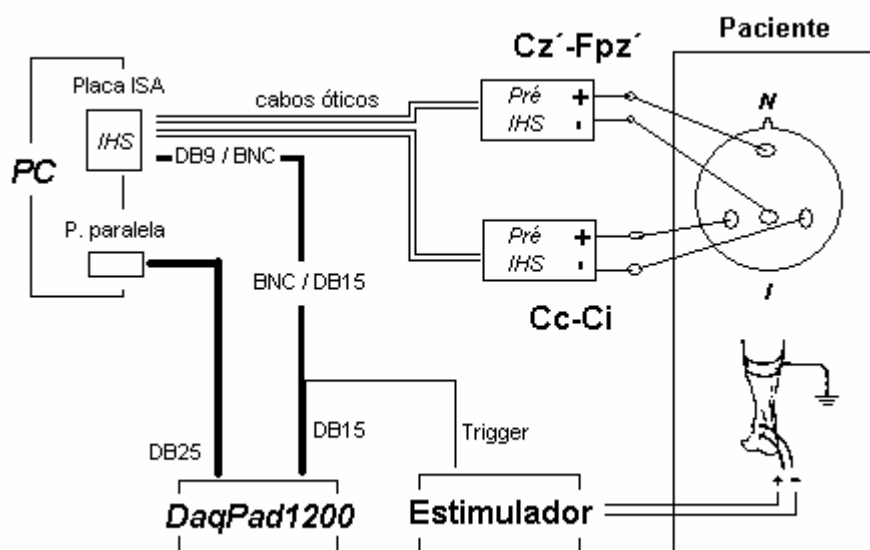 Cz´-Fpz´
Paciente
Placa ISA
cabos óticos
Pré +
IHS -
N
IHS
PC
DB9 / BNC
P. paralela
Pré +
IHS -
BNC / DB15
Cc-Ci
I
DB15
Trigger
DB25
+ -
DaqPad1200
Estimulador